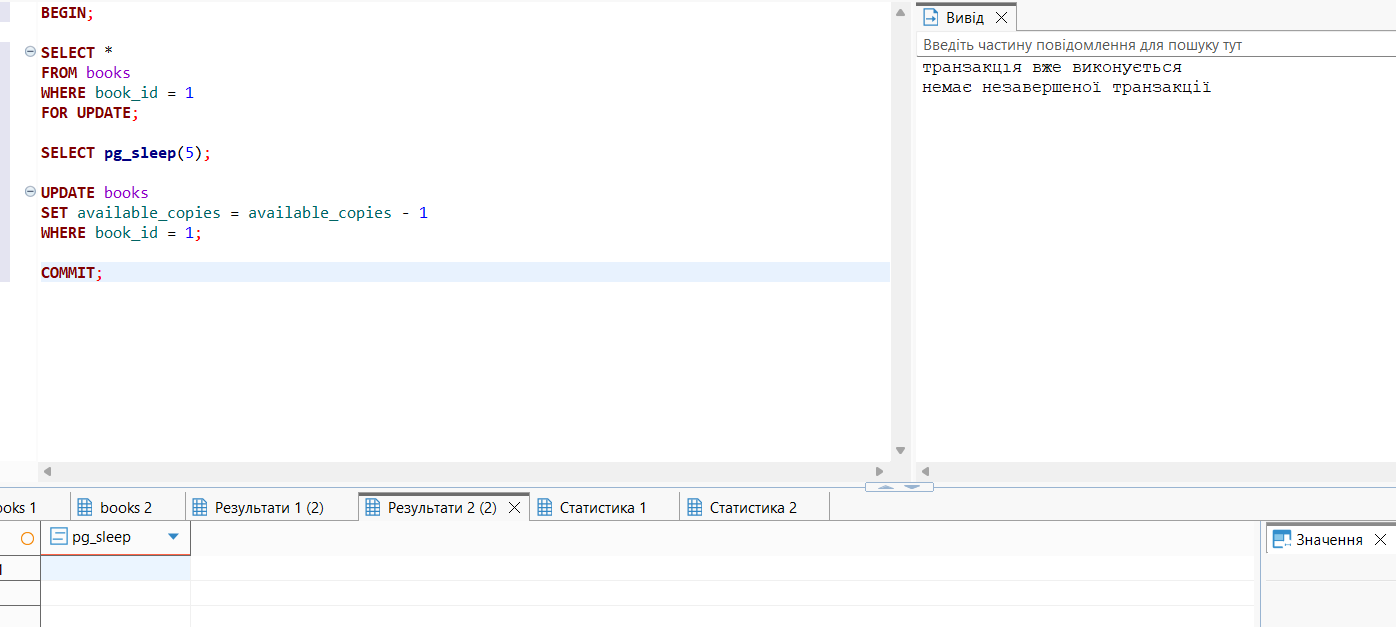 BEGIN;
SELECT *
FROM books
WHERE book_id = 1
FOR UPDATE;
SELECT pg_sleep(5);
UPDATE books
SET available_copies = available_copies - 1
WHERE book_id = 1;
COMMIT;
Вивід
Введіть частину повідомлення для пошуку тут
транзакція вже виконується
немає незавершеної транзакції
ooks 1 books 2 Результати 1 (2) Результати 2 (2) Статистика 1 Статистика 2
pg_sleep
Значення